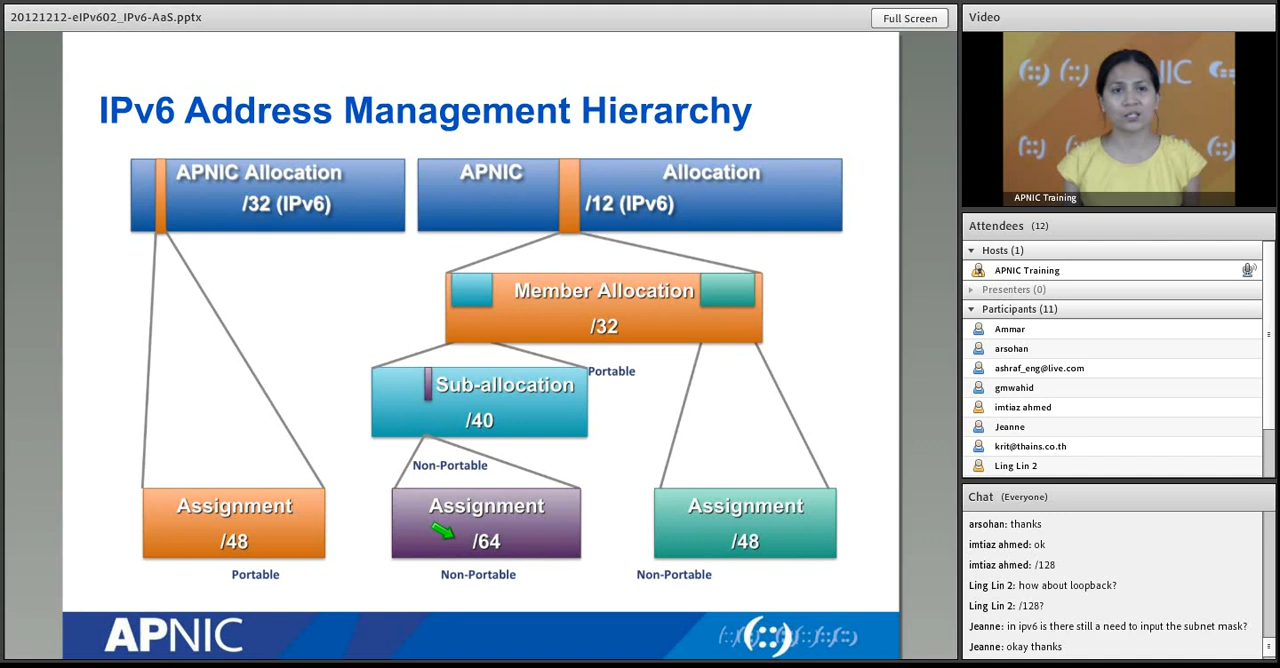 20121212-eIPv602_IPv6-AaS.pptx
Full Screen
IPv6 Address Management Hierarchy
APNIC Allocation
/32 (IPv6)
APNIC Allocation
/12 (IPv6)
Member Allocation
/32
Portable
Sub-allocation
/40
Non-Portable
Assignment
/48
Portable
Assignment
/64
Non-Portable
Assignment
/48
Non-Portable
APNIC
(::)
Video
NIC
APNIC Training
Attendees (12)
Hosts (1)
APNIC Training
Presenters (0)
Participants (11)
Ammar
arsohan
ashraf_eng@live.com
gmwahid
imtiaz ahmed
Jeanne
krit@thains.co.th
Ling Lin 2
Chat (Everyone)
arsohan: thanks
imtiaz ahmed: ok
imtiaz ahmed: /128
Ling Lin 2: how about loopback?
Ling Lin 2: /128?
Jeanne: in ipv6 is there still a need to input the subnet mask?
Jeanne: okay thanks